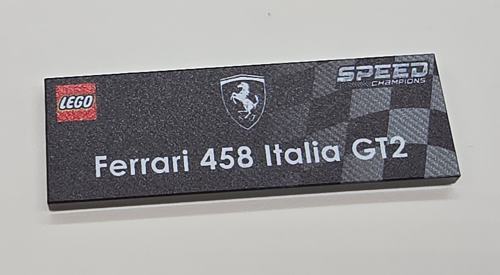 LEGO
SPEED
CHAMPIONS
Ferrari 458 Italia GT2